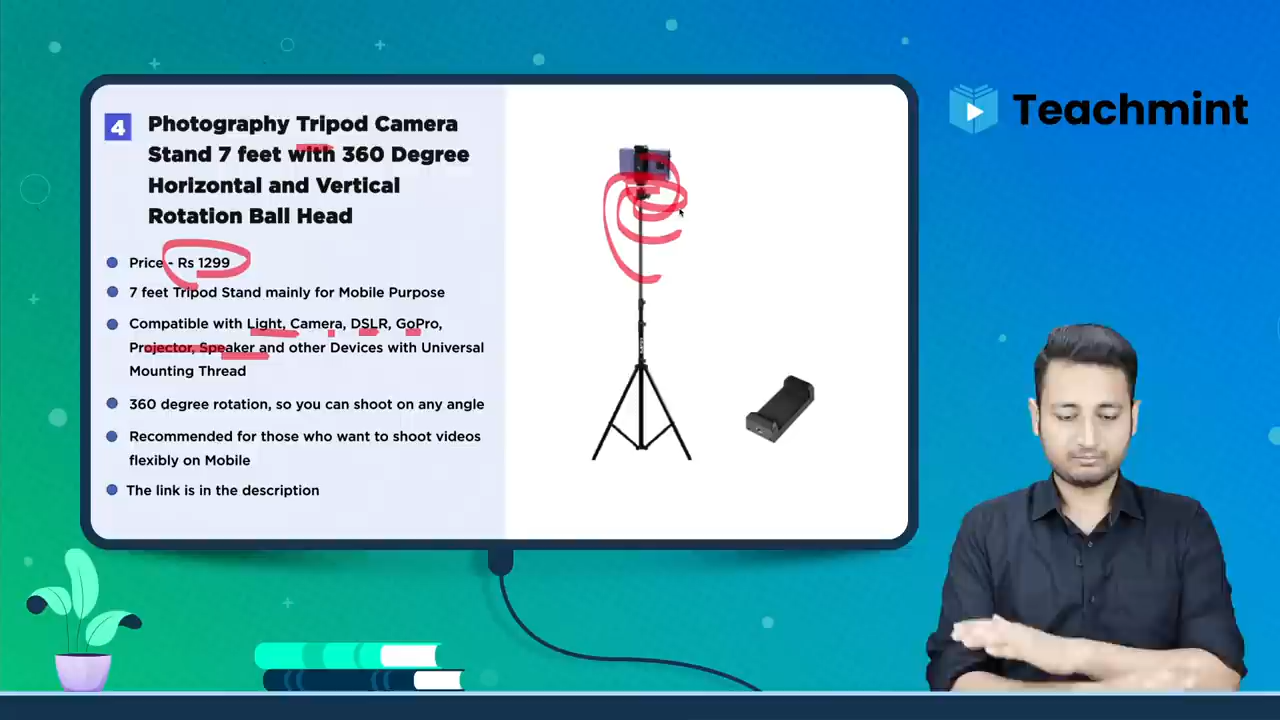 4
Photography Tripod Camera
Stand 7 feet with 360 Degree
Horizontal and Vertical
Rotation Ball Head
Price - Rs 1299
7 feet Tripod Stand mainly for Mobile Purpose
Compatible with Light, Camera, DSLR, GoPro,
Projector, Speaker and other Devices with Universal
Mounting Thread
360 degree rotation, so you can shoot on any angle
Recommended for those who want to shoot videos
flexibly on Mobile
The link is in the description
Teachmint